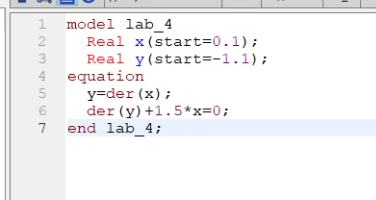 1 model lab_4
2 Real x(start=0.1);
3 Real y(start=-1.1);
4 equation
5 y=der(x);
6 der(y)+1.5*x=0;
7 end lab_4;